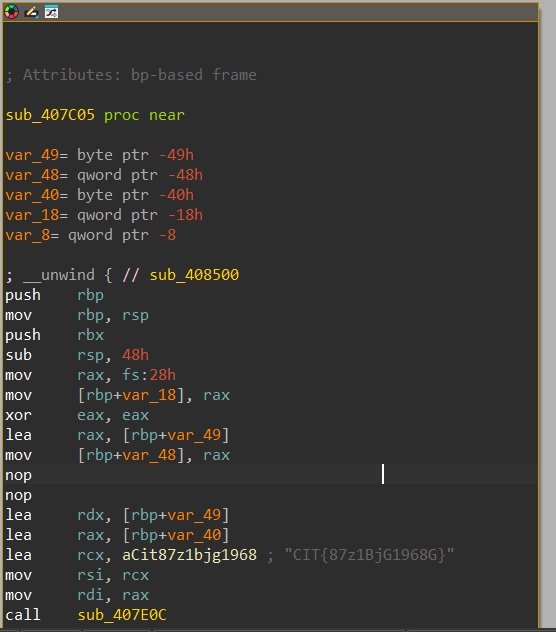 ; Attributes: bp-based frame
sub_407C05 proc near
var_49= byte ptr -49h
var_48= qword ptr -48h
var_40= byte ptr -40h
var_18= qword ptr -18h
var_8= qword ptr -8
; __unwind { // sub_408500
push rbp
mov rbp, rsp
push rbx
sub rsp, 48h
mov rax, fs:28h
mov [rbp+var_18], rax
xor eax, eax
lea rax, [rbp+var_49]
mov [rbp+var_48], rax
nop
nop
lea rdx, [rbp+var_49]
lea rax, [rbp+var_40]
lea rcx, aCit87z1bjg1968 ; "CIT{87z1BjG1968G}"
mov rsi, rcx
mov rdi, rax
call sub_407E0C